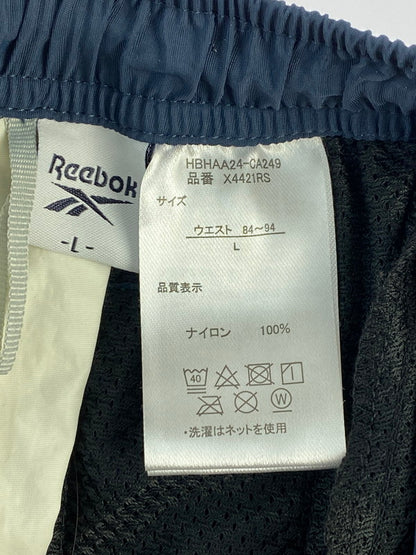 Reebok
-L-
HBHAA24-CA249
品番 X4421RS
サイズ
ウエスト 84～94
L
品質表示
ナイロン 100%
40
W
・洗濯はネットを使用